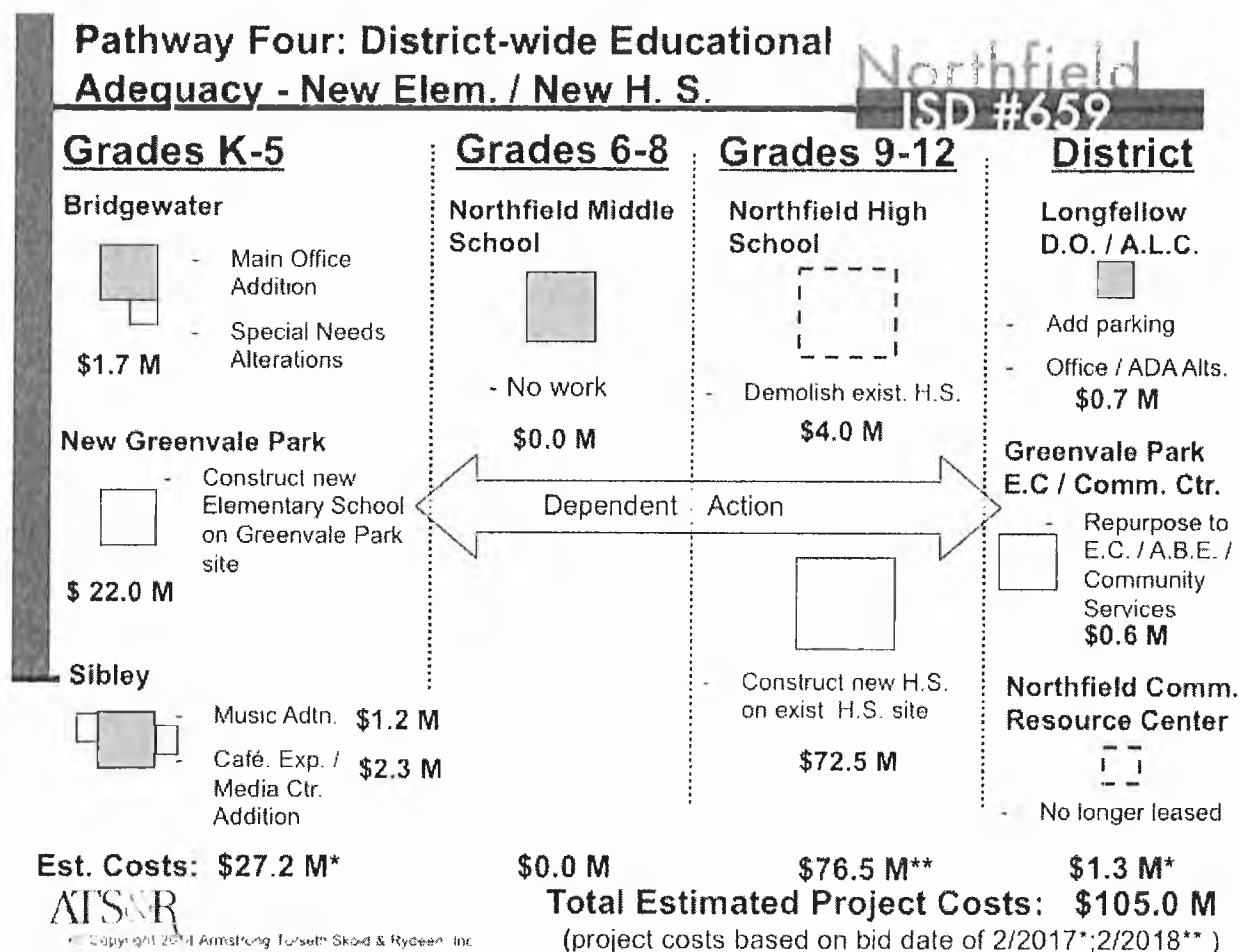 Pathway Four: District-wide Educational
Adequacy - New Elem. / New H. S.
Northfield
ISD #659
Grades K-5
Bridgewater
- Main Office
Addition
- Special Needs
Alterations
$1.7 M
New Greenvale Park
- Construct new
Elementary School
on Greenvale Park
site
$ 22.0 M
Sibley
- Music Adtn. $1.2 M
- Café. Exp. / $2.3 M
Media Ctr.
Addition
Grades 6-8
Northfield Middle
School
- No work
$0.0 M
Dependent Action
Grades 9-12
Northfield High
School
- Demolish exist. H.S.
$4.0 M
- Construct new H.S.
on exist H.S. site
$72.5 M
District
Longfellow
D.O. / A.L.C.
- Add parking
- Office / ADA Alts.
$0.7 M
Greenvale Park
E.C / Comm. Ctr.
- Repurpose to
E.C. / A.B.E. /
Community
Services
$0.6 M
Northfield Comm.
Resource Center
- No longer leased
Est. Costs: $27.2 M* $0.0 M $76.5 M** $1.3 M*
Total Estimated Project Costs: $105.0 M
(project costs based on bid date of 2/2017*;2/2018** )
ATS&R
Copyright Armstrong Torseth Skold & Rydeen Inc